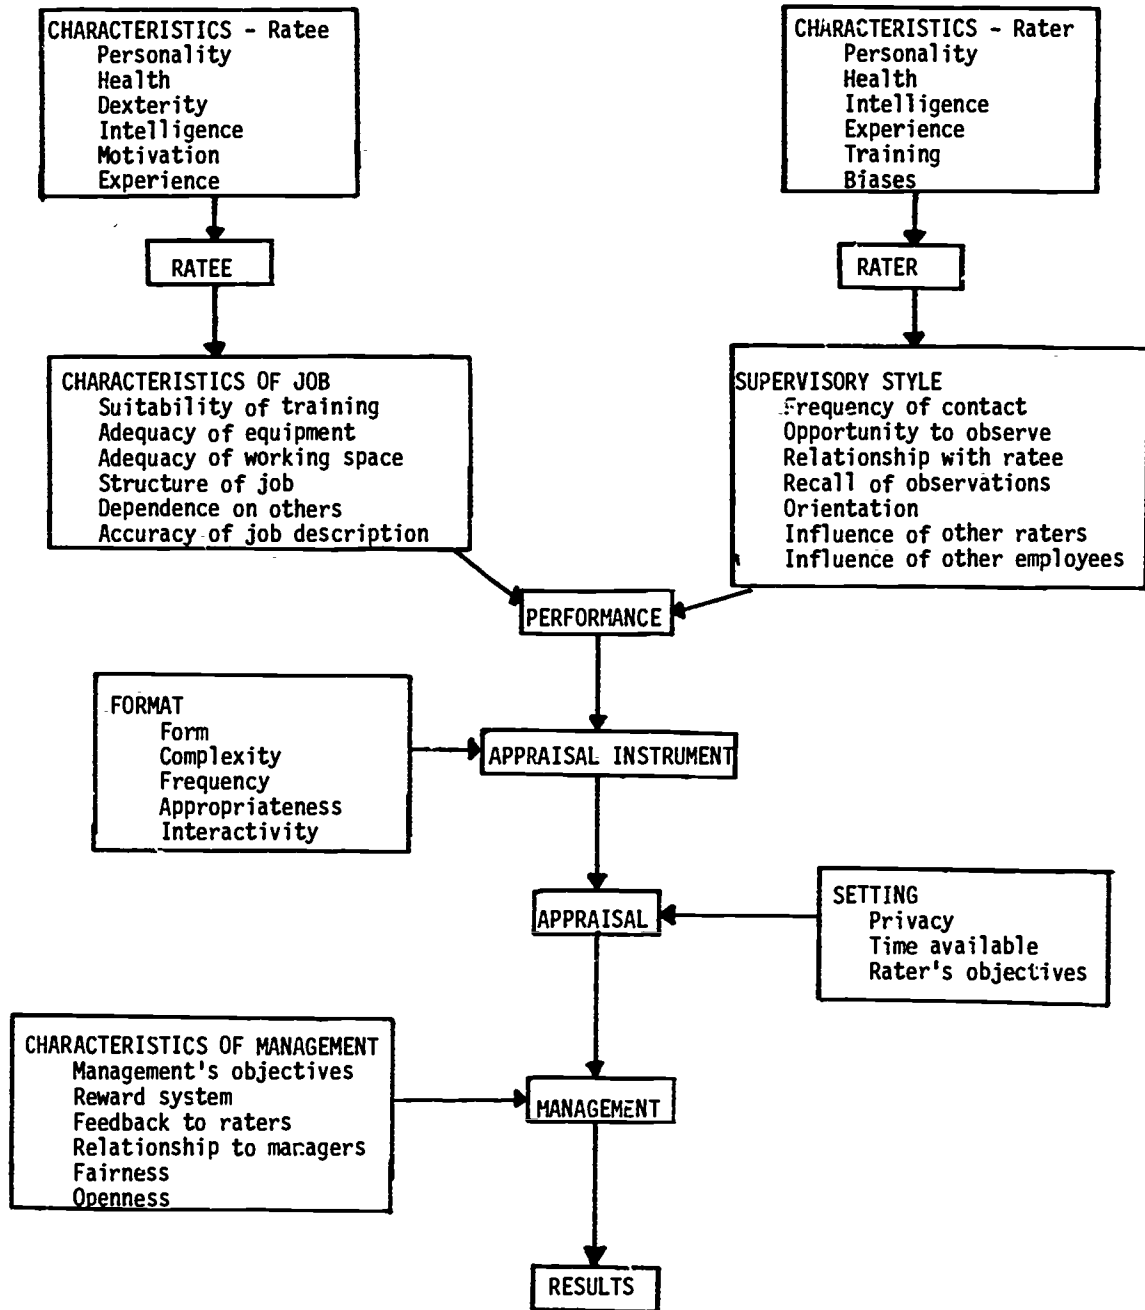 CHARACTERISTICS - Ratee
Personality
Health
Dexterity
Intelligence
Motivation
Experience
CHARACTERISTICS - Rater
Personality
Health
Intelligence
Experience
Training
Biases
RATEE
RATER
CHARACTERISTICS OF JOB
Suitability of training
Adequacy of equipment
Adequacy of working space
Structure of job
Dependence on others
Accuracy of job description
SUPERVISORY STYLE
Frequency of contact
Opportunity to observe
Relationship with ratee
Recall of observations
Orientation
Influence of other raters
Influence of other employees
PERFORMANCE
FORMAT
Form
Complexity
Frequency
Appropriateness
Interactivity
APPRAISAL INSTRUMENT
APPRAISAL
SETTING
Privacy
Time available
Rater's objectives
CHARACTERISTICS OF MANAGEMENT
Management's objectives
Reward system
Feedback to raters
Relationship to managers
Fairness
Openness
MANAGEMENT
RESULTS